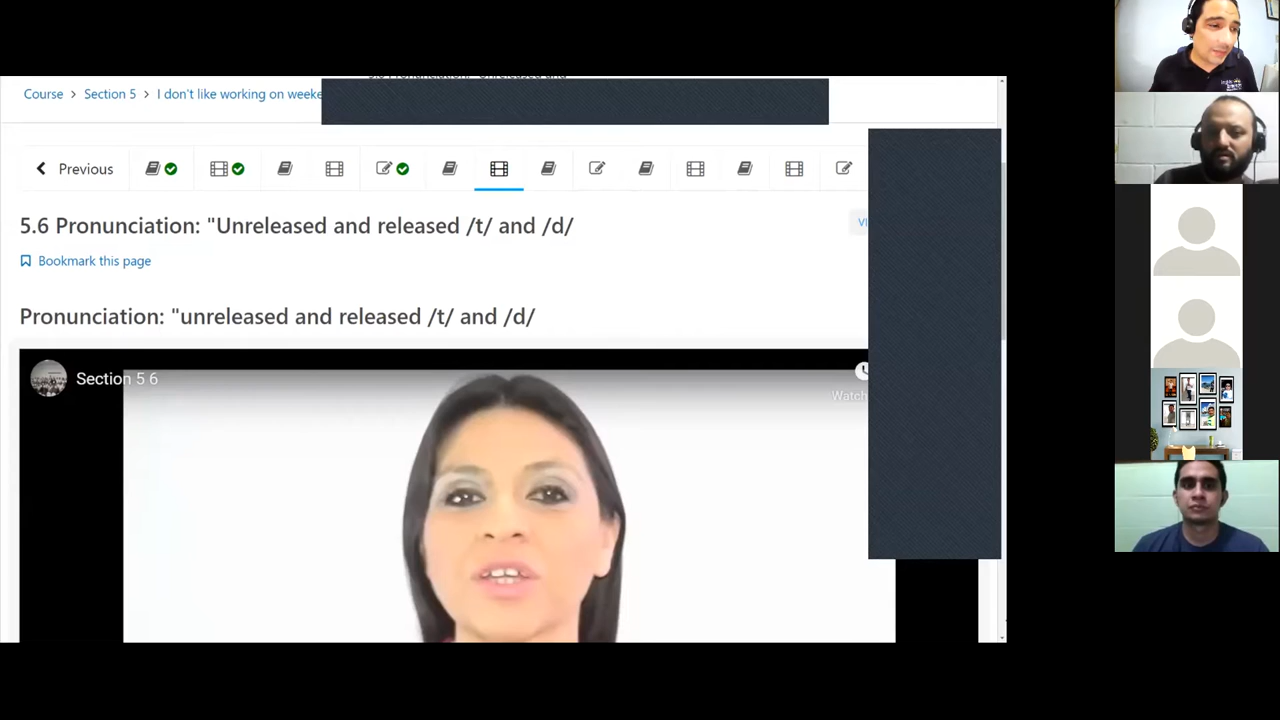 Course > Section 5 > I don't like working on weeke
Previous
5.6 Pronunciation: "Unreleased and released /t/ and /d/
Bookmark this page
Pronunciation: "unreleased and released /t/ and /d/
Section 5 6
Watch